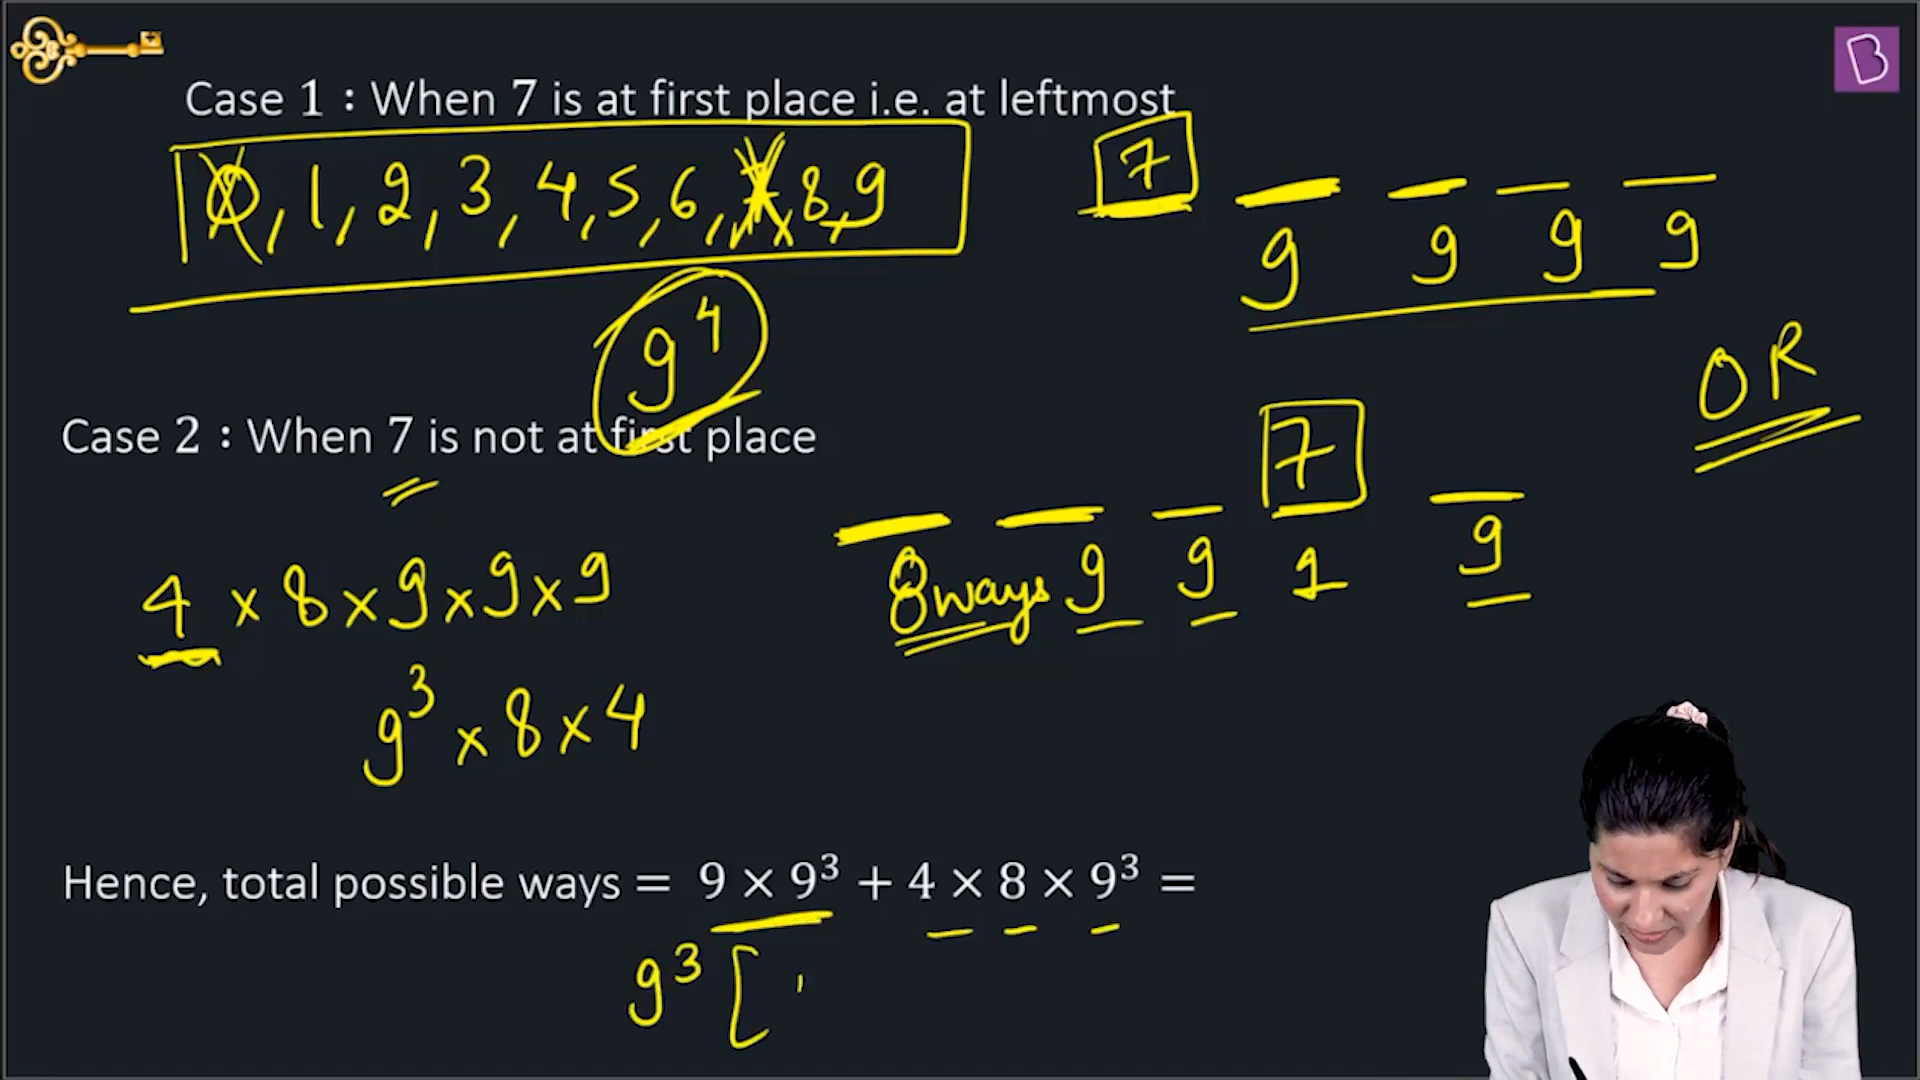 Case 1 : When 7 is at first place i.e. at leftmost
0, 1, 2, 3, 4, 5, 6, 7, 8, 9
7
9 9 9 9
9⁴
OR
Case 2 : When 7 is not at first place
7
8 ways 9 9 1 9
4 × 8 × 9 × 9 × 9
9³ × 8 × 4
Hence, total possible ways = 9 × 9³ + 4 × 8 × 9³ =
9³ [
B